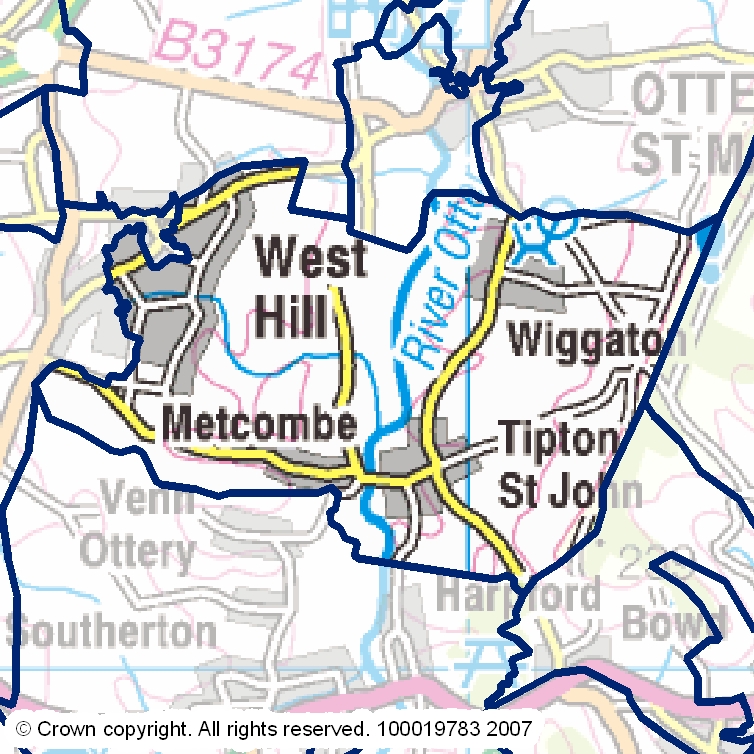 B3174
OTTE
ST M
West
Hill
River Otte
Wiggaton
Metcombe
Tipton
St John
Venn
Ottery
Southerton
Harpford
Bowd
© Crown copyright. All rights reserved. 100019783 2007